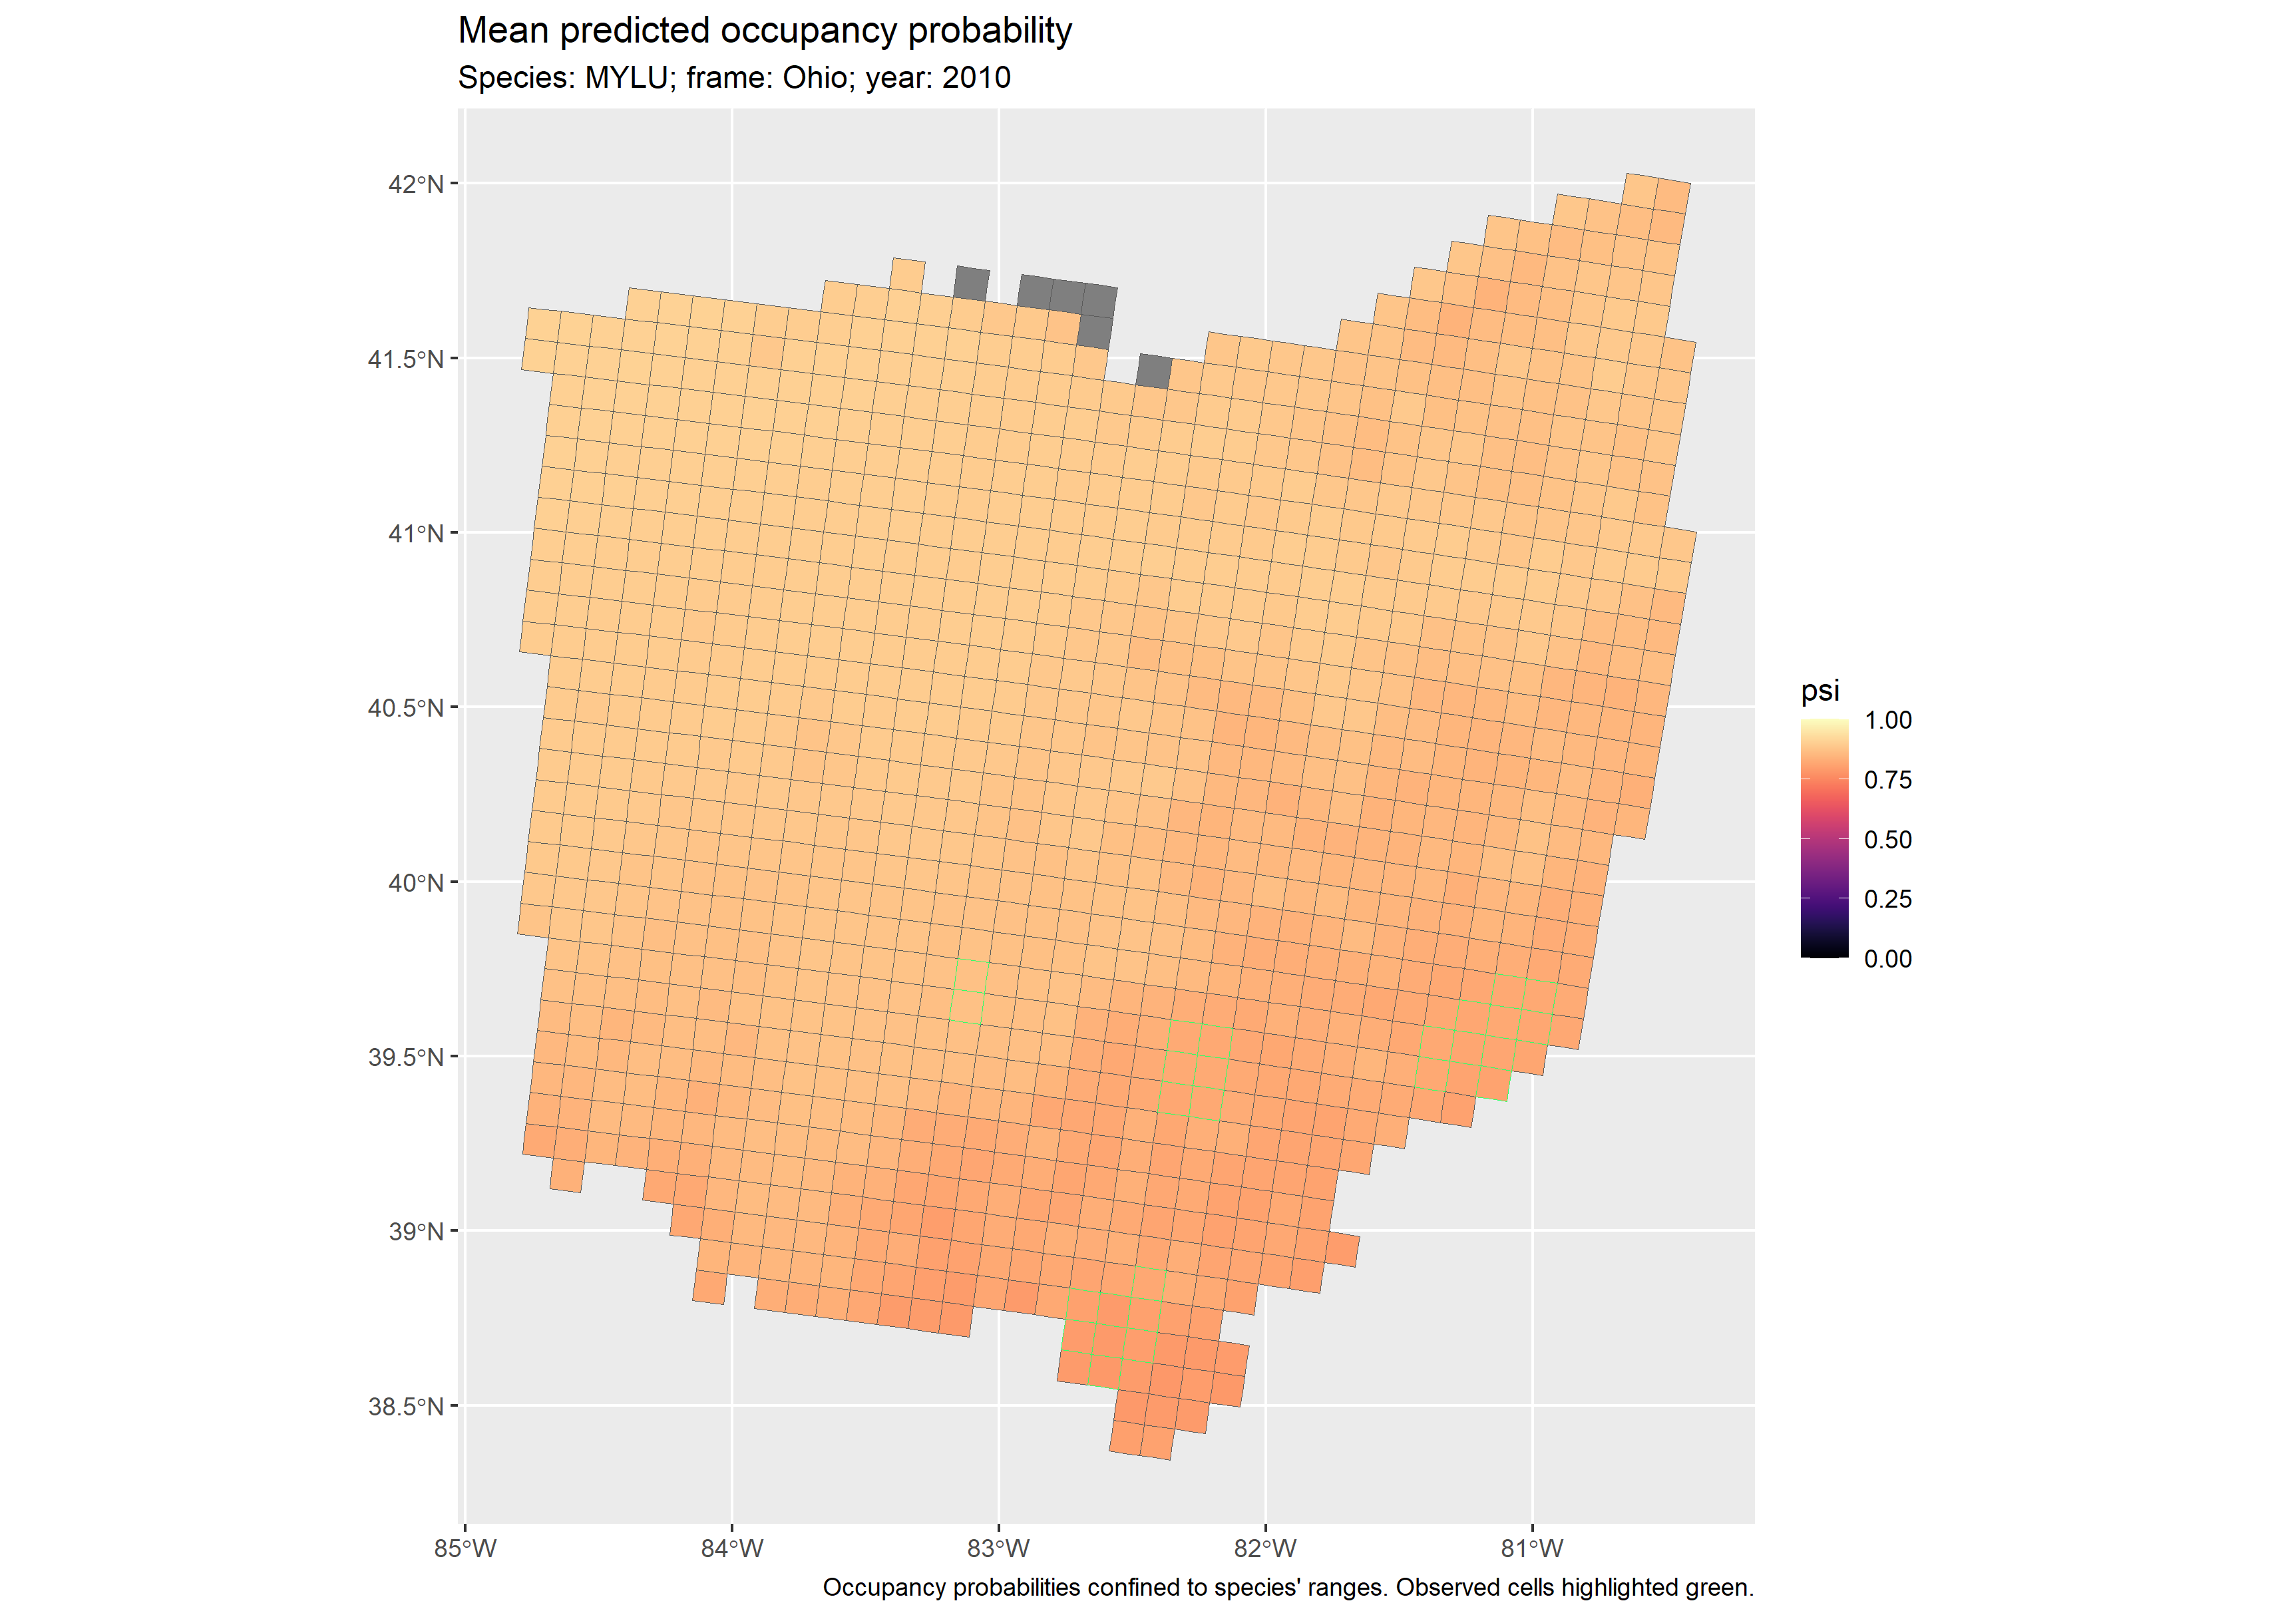 Mean predicted occupancy probability
Species: MYLU; frame: Ohio; year: 2010
42°N
41.5°N
41°N
40.5°N
40°N
39.5°N
39°N
38.5°N
85°W
84°W
83°W
82°W
81°W
psi
1.00
0.75
0.50
0.25
0.00
Occupancy probabilities confined to species' ranges. Observed cells highlighted green.